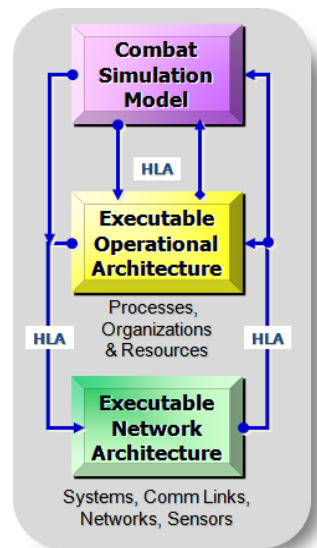 Combat
Simulation
Model
HLA
Executable
Operational
Architecture
Processes,
Organizations
& Resources
HLA
HLA
Executable
Network
Architecture
Systems, Comm Links,
Networks, Sensors